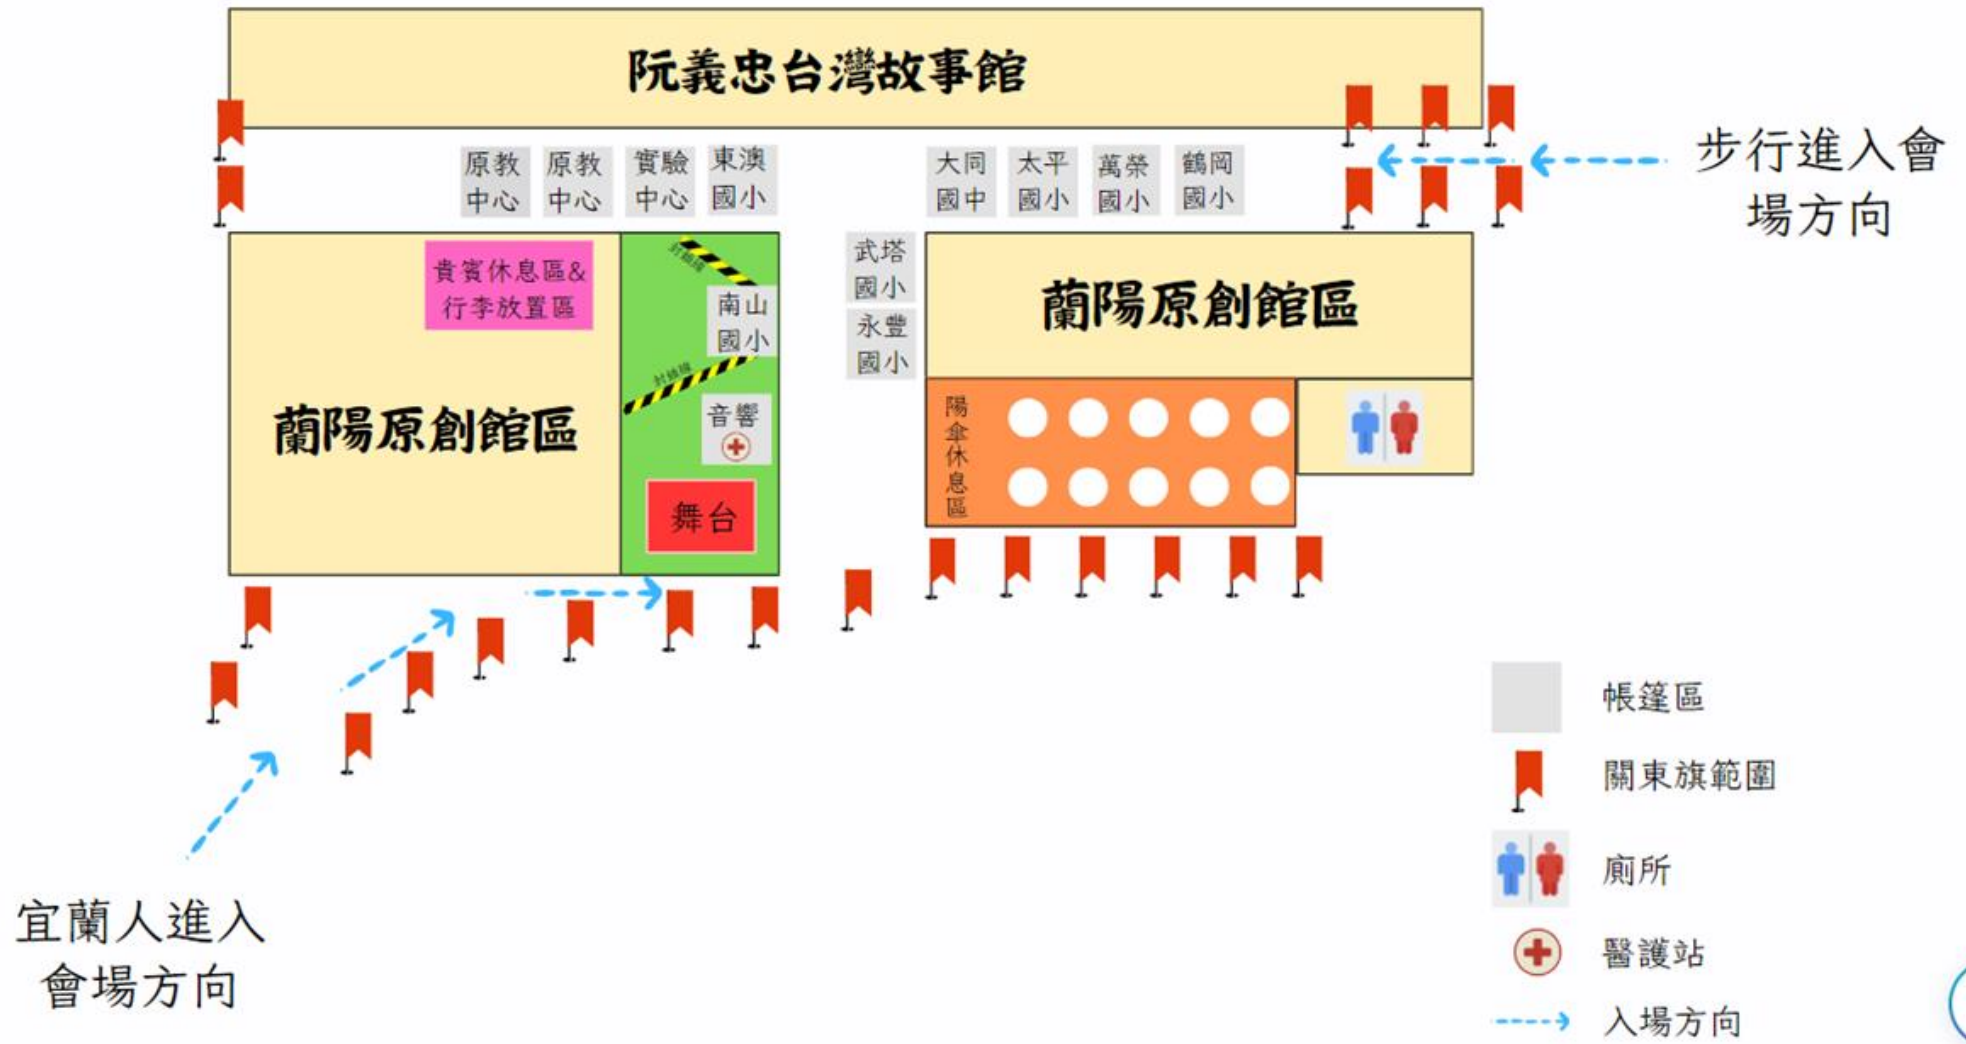 阮義忠台灣故事館
步行進入會
場方向
原教
中心
原教
中心
實驗
中心
東澳
國小
大同
國中
太平
國小
萬榮
國小
鶴岡
國小
貴賓休息區&
行李放置區
封鎖線
南山
國小
封鎖線
音響
舞台
蘭陽原創館區
武塔
國小
永豐
國小
蘭陽原創館區
陽傘休息區
帳篷區
關東旗範圍
廁所
醫護站
入場方向
宜蘭人進入
會場方向